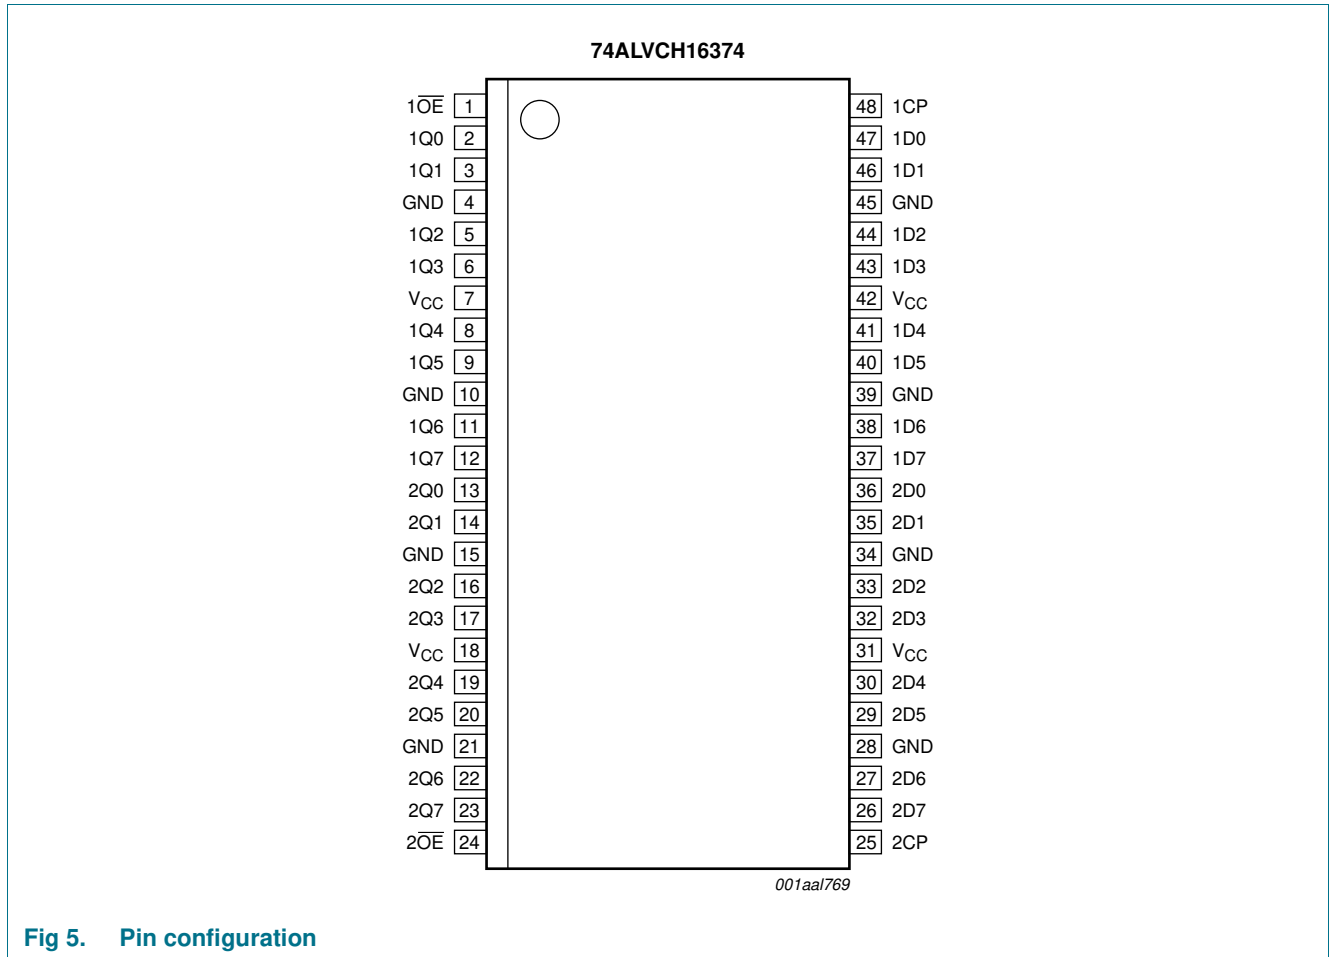 74ALVCH16374
1O̅E̅ 1 48 1CP
1Q0 2 47 1D0
1Q1 3 46 1D1
GND 4 45 GND
1Q2 5 44 1D2
1Q3 6 43 1D3
VCC 7 42 VCC
1Q4 8 41 1D4
1Q5 9 40 1D5
GND 10 39 GND
1Q6 11 38 1D6
1Q7 12 37 1D7
2Q0 13 36 2D0
2Q1 14 35 2D1
GND 15 34 GND
2Q2 16 33 2D2
2Q3 17 32 2D3
VCC 18 31 VCC
2Q4 19 30 2D4
2Q5 20 29 2D5
GND 21 28 GND
2Q6 22 27 2D6
2Q7 23 26 2D7
2O̅E̅ 24 25 2CP
001aal769
Fig 5. Pin configuration